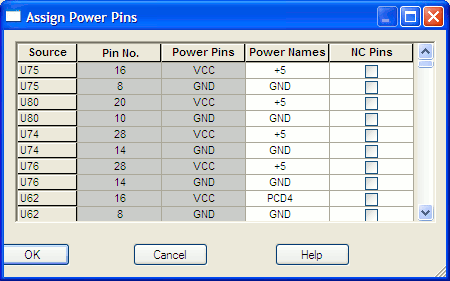 Assign Power Pins
Source Pin No. Power Pins Power Names NC Pins
U75 16 VCC +5
U75 8 GND GND
U80 20 VCC +5
U80 10 GND GND
U74 28 VCC +5
U74 14 GND GND
U76 28 VCC +5
U76 14 GND GND
U62 16 VCC PCD4
U62 8 GND GND
OK Cancel Help